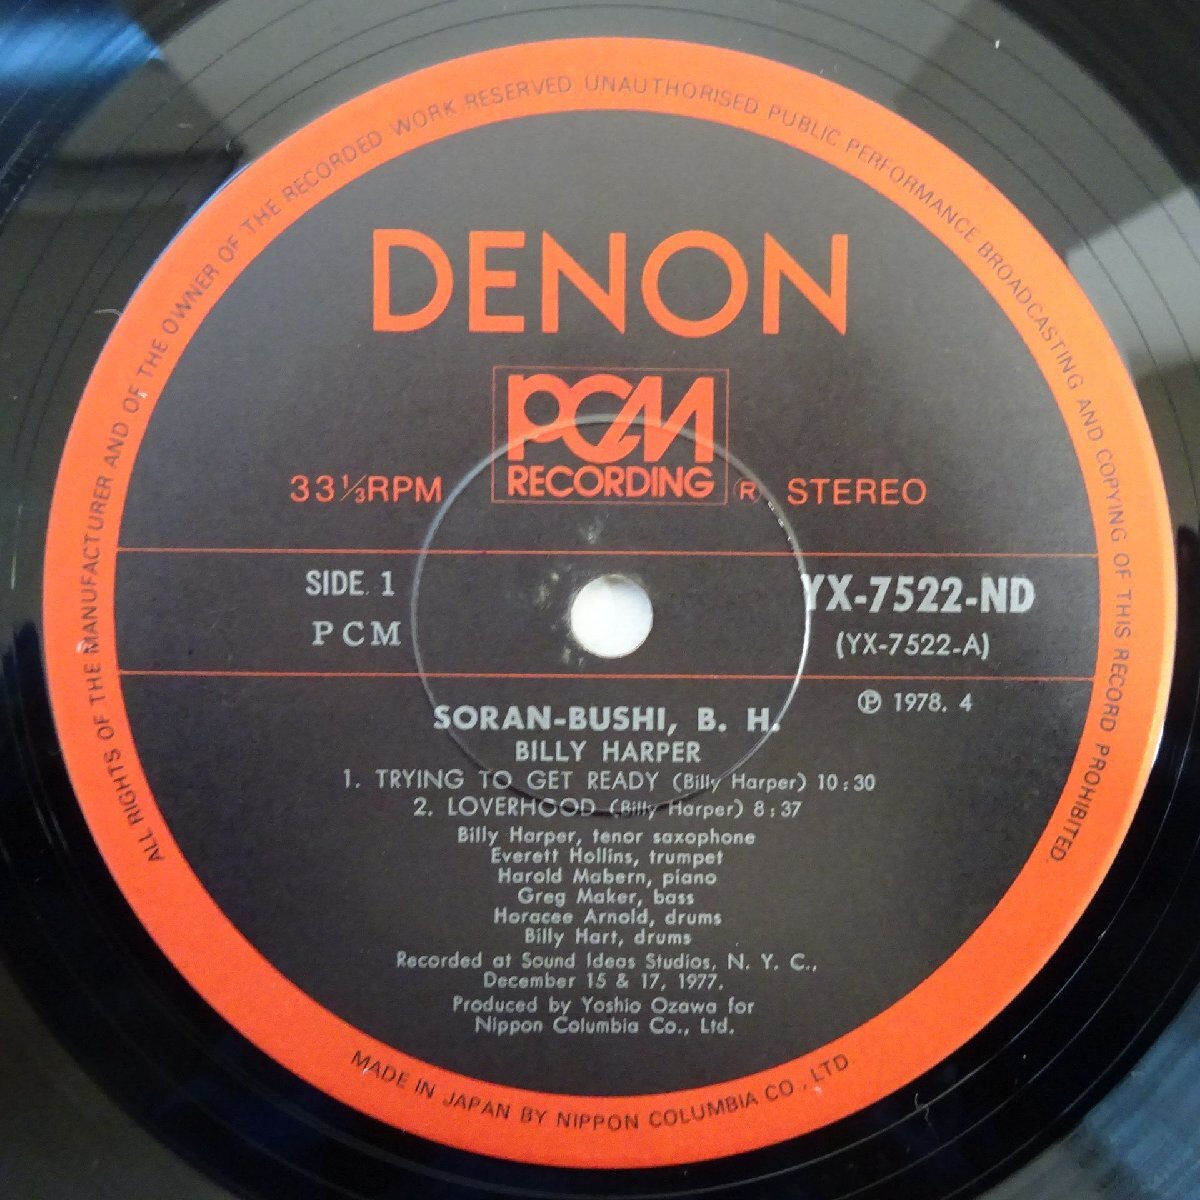 ALL RIGHTS OF THE MANUFACTURER AND OF THE OWNER OF THE RECORDED WORK RESERVED UNAUTHORISED PUBLIC PERFORMANCE BROADCASTING AND COPYING OF THIS RECORD PROHIBITED.
DENON
PCM
RECORDING
33⅓RPM ® STEREO
SIDE. 1 YX-7522-ND
PCM (YX-7522-A)
℗ 1978. 4
SORAN-BUSHI, B. H.
BILLY HARPER
1. TRYING TO GET READY (Billy Harper) 10:30
2. LOVERHOOD (Billy Harper) 8:37
Billy Harper, tenor saxophone
Everett Hollins, trumpet
Harold Mabern, piano
Greg Maker, bass
Horacee Arnold, drums
Billy Hart, drums
Recorded at Sound Ideas Studios, N. Y. C.,
December 15 & 17, 1977.
Produced by Yoshio Ozawa for
Nippon Columbia Co., Ltd.
MADE IN JAPAN BY NIPPON COLUMBIA CO., LTD